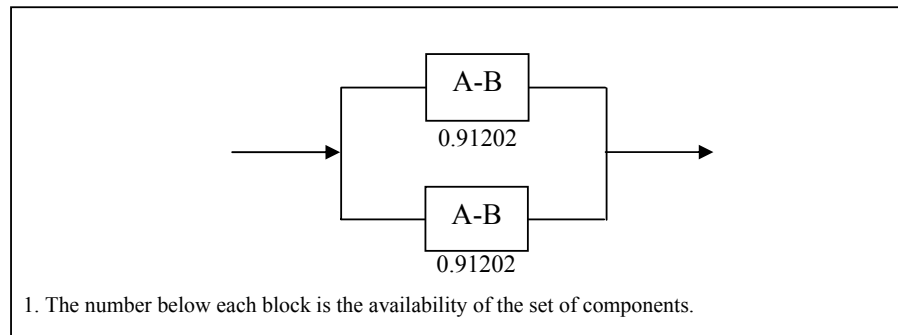 A-B
0.91202
A-B
0.91202
1. The number below each block is the availability of the set of components.